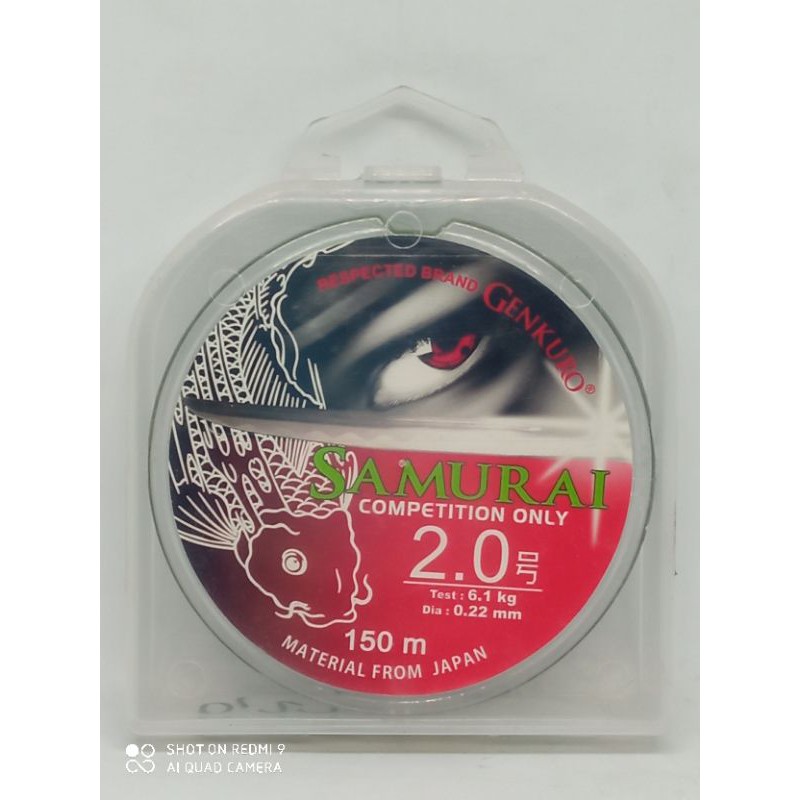 RESPECTED BRAND GENKURO®
SAMURAI
COMPETITION ONLY
2.0号
Test : 6.1 kg
Dia : 0.22 mm
150 m
MATERIAL FROM JAPAN
SHOT ON REDMI 9
AI QUAD CAMERA